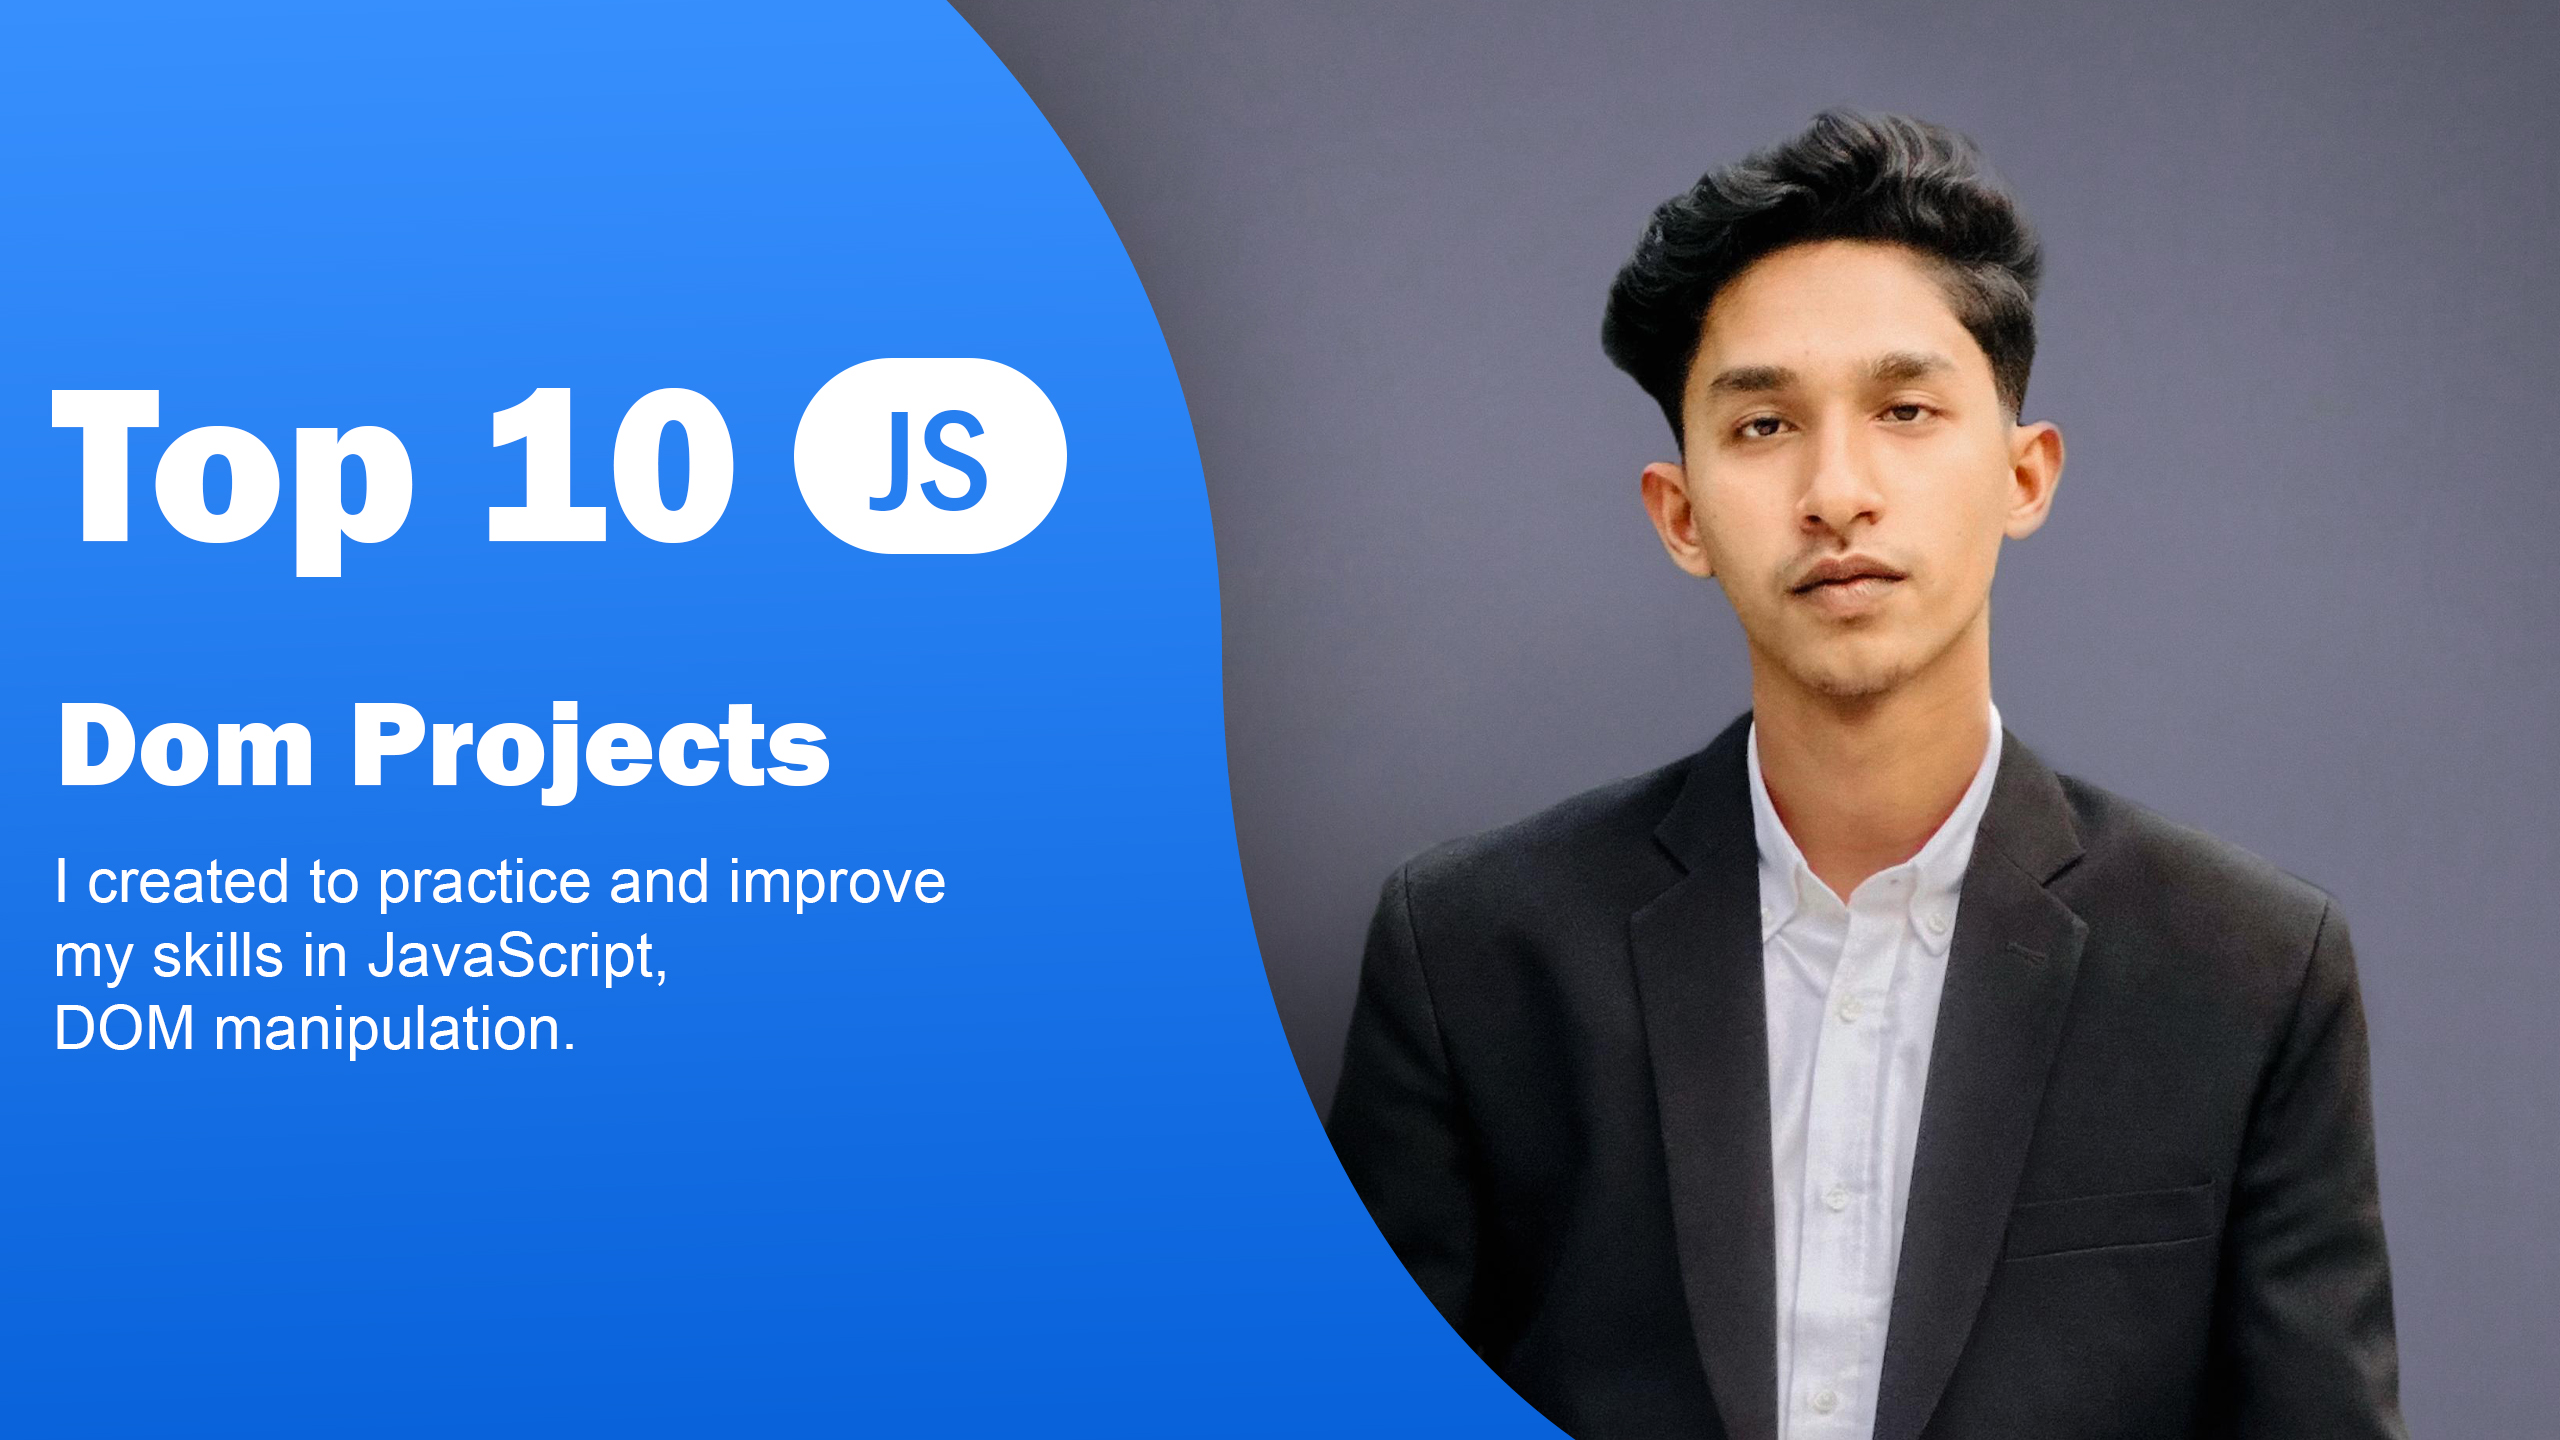 Top 10 JS
Dom Projects
I created to practice and improve
my skills in JavaScript,
DOM manipulation.